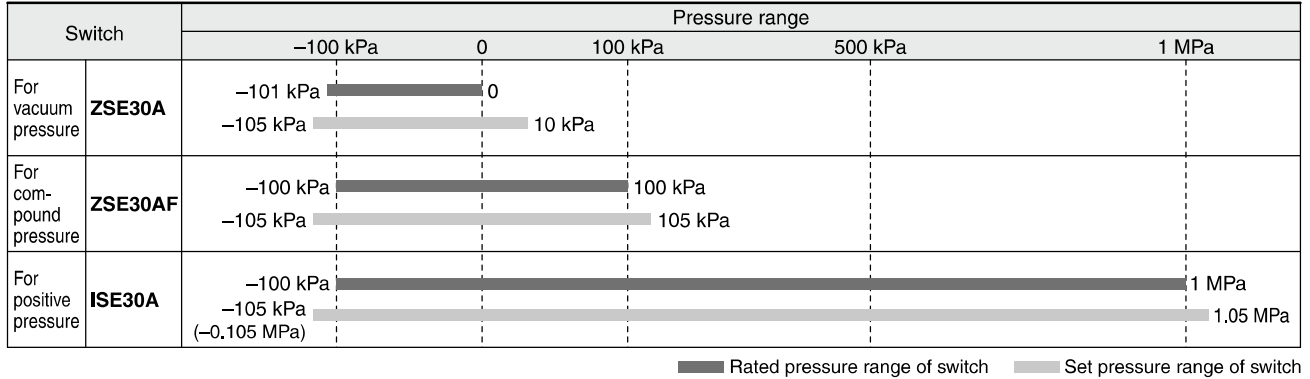 Switch
Pressure range
–100 kPa 0 100 kPa 500 kPa 1 MPa
For
vacuum
pressure
ZSE30A
–101 kPa 0
–105 kPa 10 kPa
For
com-
pound
pressure
ZSE30AF
–100 kPa 100 kPa
–105 kPa 105 kPa
For
positive
pressure
ISE30A
–100 kPa 1 MPa
–105 kPa 1.05 MPa
(–0.105 MPa)
Rated pressure range of switch Set pressure range of switch